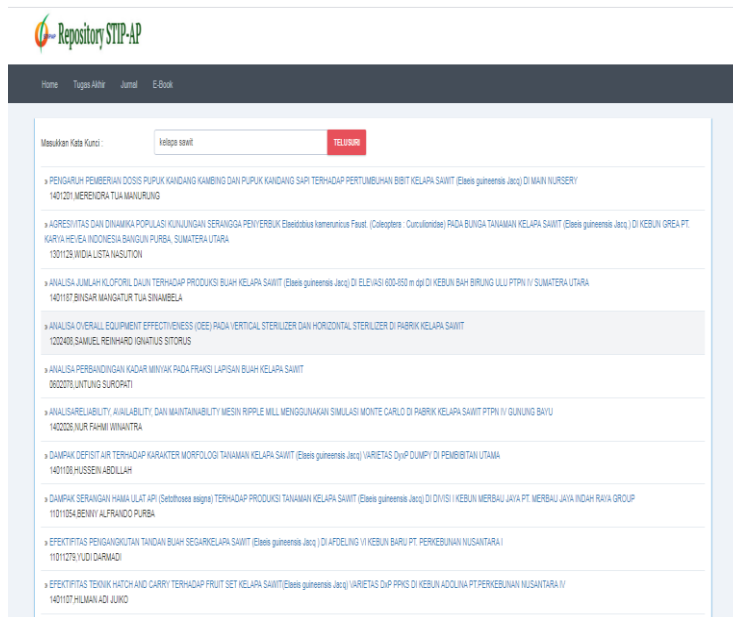 Repository STIP-AP
Home Tugas Akhir Jurnal E-Book
Masukkan Kata Kunci : kelapa sawit TELUSURI
» PENGARUH PEMBERIAN DOSIS PUPUK KANDANG KAMBING DAN PUPUK KANDANG SAPI TERHADAP PERTUMBUHAN BIBIT KELAPA SAWIT (Elaeis guineensis Jacq) DI MAIN NURSERY
1401201,MERENDRA TUA MANURUNG
» AGRESIVITAS DAN DINAMIKA POPULASI KUNJUNGAN SERANGGA PENYERBUK Elaeidobius kamerunicus Faust. (Coleoptera : Curculionidae) PADA BUNGA TANAMAN KELAPA SAWIT (Elaeis guineensis Jacq.) DI KEBUN GREA PT.
KARYA HEVEA INDONESIA BANGUN PURBA, SUMATERA UTARA
1301129,WIDIA LISTA NASUTION
» ANALISA JUMLAH KLOFORIL DAUN TERHADAP PRODUKSI BUAH KELAPA SAWIT (Elaeis guineensis Jacq) DI ELEVASI 600-850 m dpl DI KEBUN BAH BIRUNG ULU PTPN IV SUMATERA UTARA
1401187,BINSAR MANGATUR TUA SINAMBELA
» ANALISA OVERALL EQUIPMENT EFFECTIVENESS (OEE) PADA VERTICAL STERILIZER DAN HORIZONTAL STERILIZER DI PABRIK KELAPA SAWIT
1202408,SAMUEL REINHARD IGNATIUS SITORUS
» ANALISA PERBANDINGAN KADAR MINYAK PADA FRAKSI LAPISAN BUAH KELAPA SAWIT
0602078,UNTUNG SUROPATI
» ANALISARELIABILITY, AVAILABILITY, DAN MAINTAINABILITY MESIN RIPPLE MILL MENGGUNAKAN SIMULASI MONTE CARLO DI PABRIK KELAPA SAWIT PTPN IV GUNUNG BAYU
1402026,NUR FAHMI WINANTRA
» DAMPAK DEFISIT AIR TERHADAP KARAKTER MORFOLOGI TANAMAN KELAPA SAWIT (Elaeis guineensis Jacq) VARIETAS DyxP DUMPY DI PEMBIBITAN UTAMA
1401108,HUSSEIN ABDILLAH
» DAMPAK SERANGAN HAMA ULAT API (Setothosea asigna) TERHADAP PRODUKSI TANAMAN KELAPA SAWIT (Elaeis guineensis Jacq) DI DIVISI I KEBUN MERBAU JAYA PT. MERBAU JAYA INDAH RAYA GROUP
11011054,BENNY ALFRANDO PURBA
» EFEKTIFITAS PENGANGKUTAN TANDAN BUAH SEGARKELAPA SAWIT (Elaeis guineensis Jacq ) DI AFDELING VI KEBUN BARU PT. PERKEBUNAN NUSANTARA I
11011279,YUDI DARMADI
» EFEKTIFITAS TEKNIK HATCH AND CARRY TERHADAP FRUIT SET KELAPA SAWIT(Elaeis guineensis Jacq) VARIETAS DxP PPKS DI KEBUN ADOLINA PT.PERKEBUNAN NUSANTARA IV
1401107,HILMAN ADI JUIKO